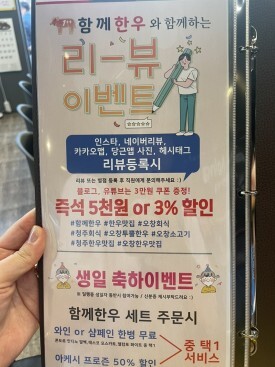 함께한우와 함께하는
리-뷰
이벤트
인스타, 네이버리뷰,
카카오맵, 당근앱 사진, 해시태그
리뷰등록시
블로그, 유튜브는 3만원 쿠폰 증정!
즉석 5천원 or 3% 할인
#함께한우 #한우맛집 #오창회식
#청주회식 #오창투뿔한우 #오창소고기
#청주한우맛집 #오창한우맛집
생일 축하이벤트
함께한우 세트 주문시
와인 or 샴페인 한병 무료
아케시 프로즌 50% 할인
중 택1
서비스